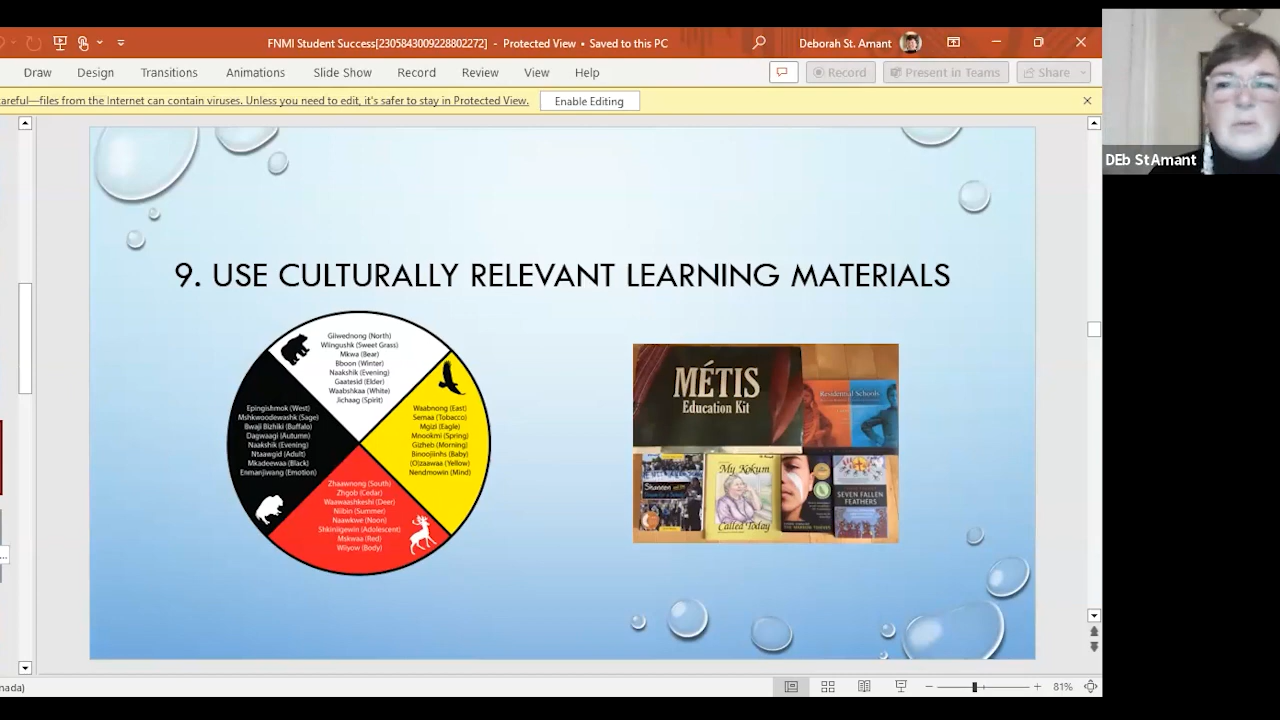 FNMI Student Success[2305843009228802272] - Protected View • Saved to this PC
Deborah St. Amant
Draw
Design
Transitions
Animations
Slide Show
Record
Review
View
Help
Record
Present in Teams
Share
areful—files from the Internet can contain viruses. Unless you need to edit, it's safer to stay in Protected View.
Enable Editing
DEb StAmant
9. USE CULTURALLY RELEVANT LEARNING MATERIALS
Giiwednong (North)
Wiingushk (Sweet Grass)
Mkwa (Bear)
Bboon (Winter)
Naakshik (Evening)
Gaatesid (Elder)
Waabshkaa (White)
Jichaag (Spirit)
Epingishmok (West)
Mshkwoodewashk (Sage)
Bwaji Bizhiki (Buffalo)
Dagwaagi (Autumn)
Naakshik (Evening)
Ntaawgid (Adult)
Mkadeewaa (Black)
Enmanjiwang (Emotion)
Waabnong (East)
Semaa (Tobacco)
Mgizi (Eagle)
Mnookmi (Spring)
Gizheb (Morning)
Binoojiinhs (Baby)
(O)zaawaa (Yellow)
Nendmowin (Mind)
Zhaawnong (South)
Zhgob (Cedar)
Waawaashkeshi (Deer)
Niibin (Summer)
Naawkwe (Noon)
Shkiniigewin (Adolescent)
Mskwaa (Red)
Wiiyow (Body)
MÉTIS
Education Kit
Residential Schools
Shannen
My Kokum
Called Today
SEVEN FALLEN
FEATHERS
nada)
81%